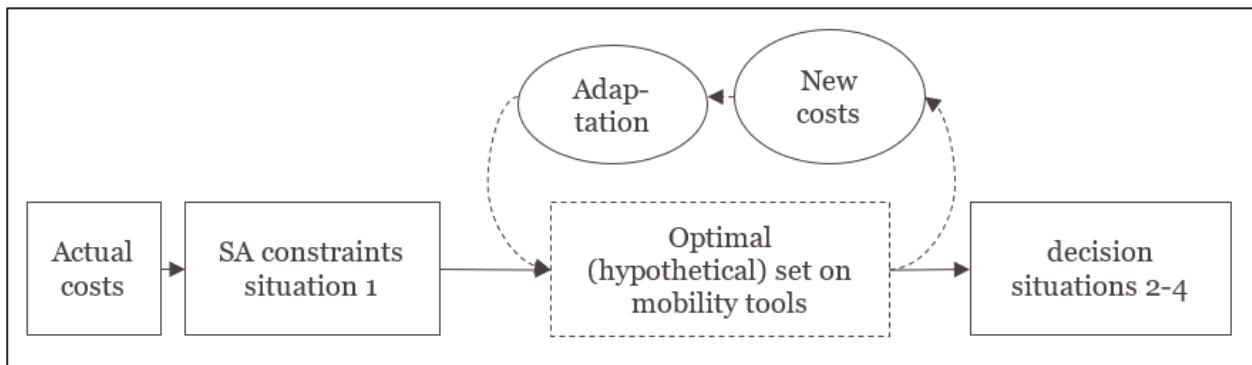 Adap-
tation
New
costs
Actual
costs
SA constraints
situation 1
Optimal
(hypothetical) set on
mobility tools
decision
situations 2-4